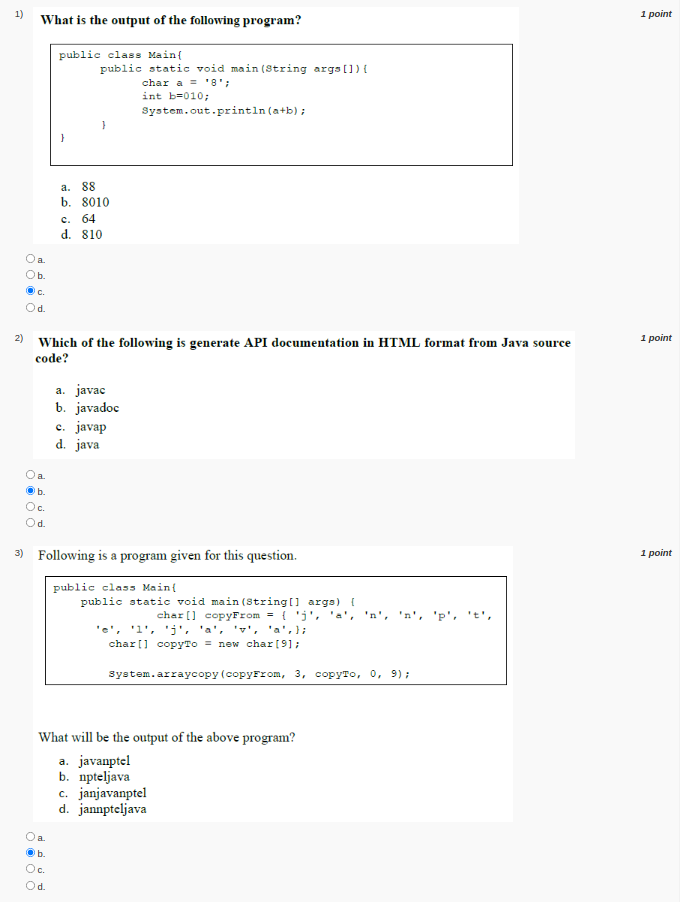 1) What is the output of the following program? 1 point
public class Main{
public static void main(String args[]){
char a = '8';
int b=010;
System.out.println(a+b);
}
}
a. 88
b. 8010
c. 64
d. 810
a.
b.
c.
d.
2) Which of the following is generate API documentation in HTML format from Java source 1 point
code?
a. javac
b. javadoc
c. javap
d. java
a.
b.
c.
d.
3) Following is a program given for this question. 1 point
public class Main{
public static void main(String[] args) {
char[] copyFrom = { 'j', 'a', 'n', 'n', 'p', 't',
'e', 'l', 'j', 'a', 'v', 'a',};
char[] copyTo = new char[9];
System.arraycopy(copyFrom, 3, copyTo, 0, 9);
What will be the output of the above program?
a. javanptel
b. npteljava
c. janjavanptel
d. jannpteljava
a.
b.
c.
d.